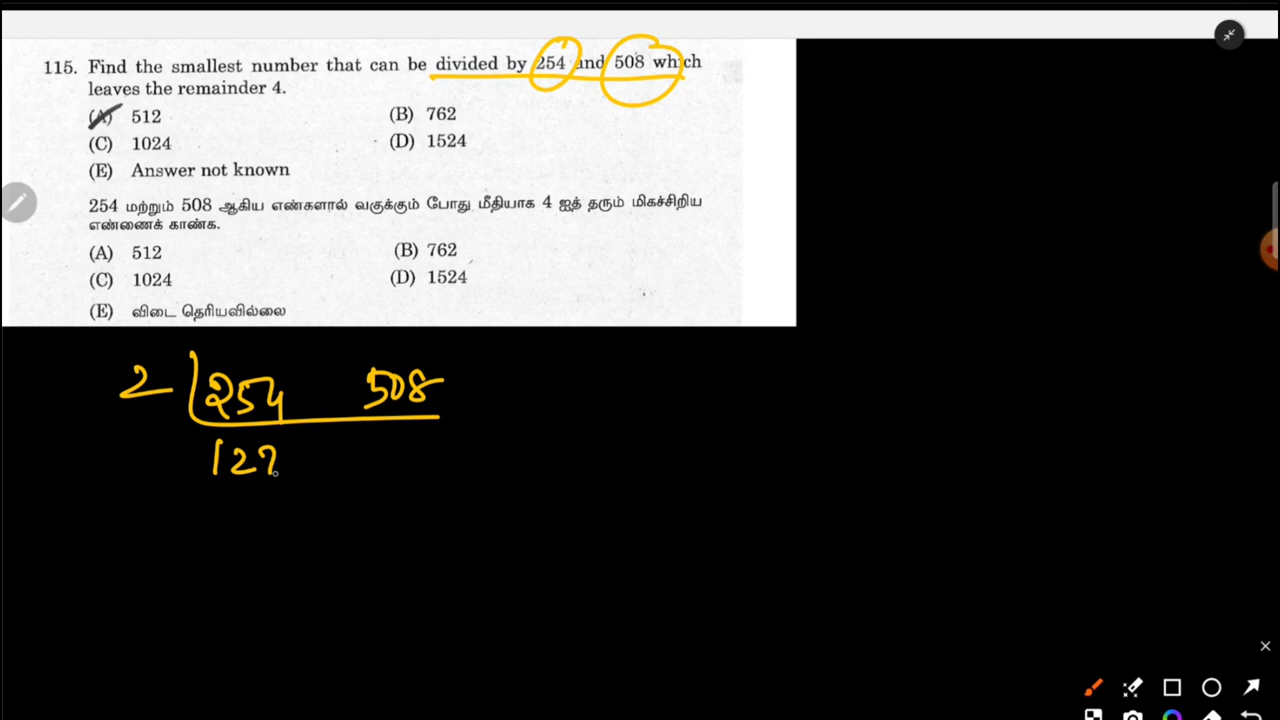 115. Find the smallest number that can be divided by 254 and 508 which
leaves the remainder 4.
(A) 512 (B) 762
(C) 1024 (D) 1524
(E) Answer not known
254 மற்றும் 508 ஆகிய எண்களால் வகுக்கும் போது மீதியாக 4 ஐத் தரும் மிகச்சிறிய
எண்ணைக் காண்க.
(A) 512 (B) 762
(C) 1024 (D) 1524
(E) விடை தெரியவில்லை
2 254 508
127